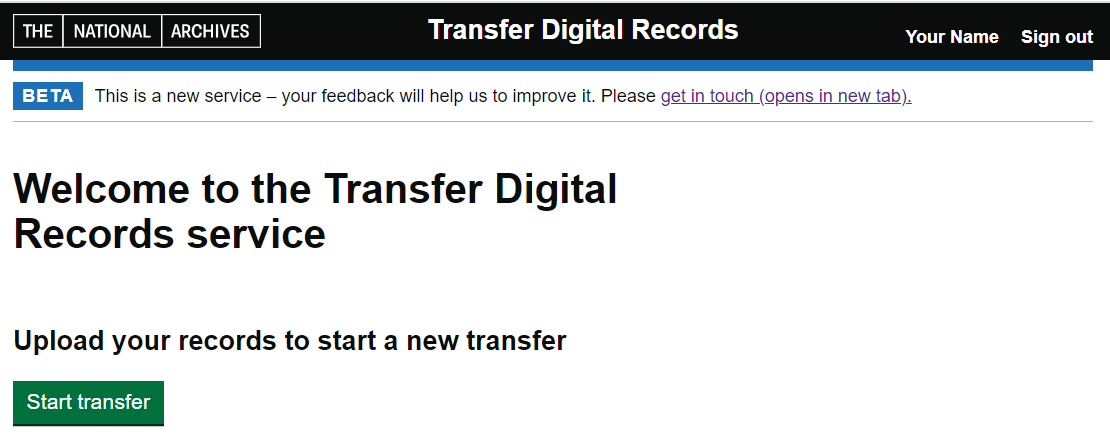 THE NATIONAL ARCHIVES
Transfer Digital Records
Your Name Sign out
BETA This is a new service – your feedback will help us to improve it. Please get in touch (opens in new tab).
Welcome to the Transfer Digital
Records service
Upload your records to start a new transfer
Start transfer